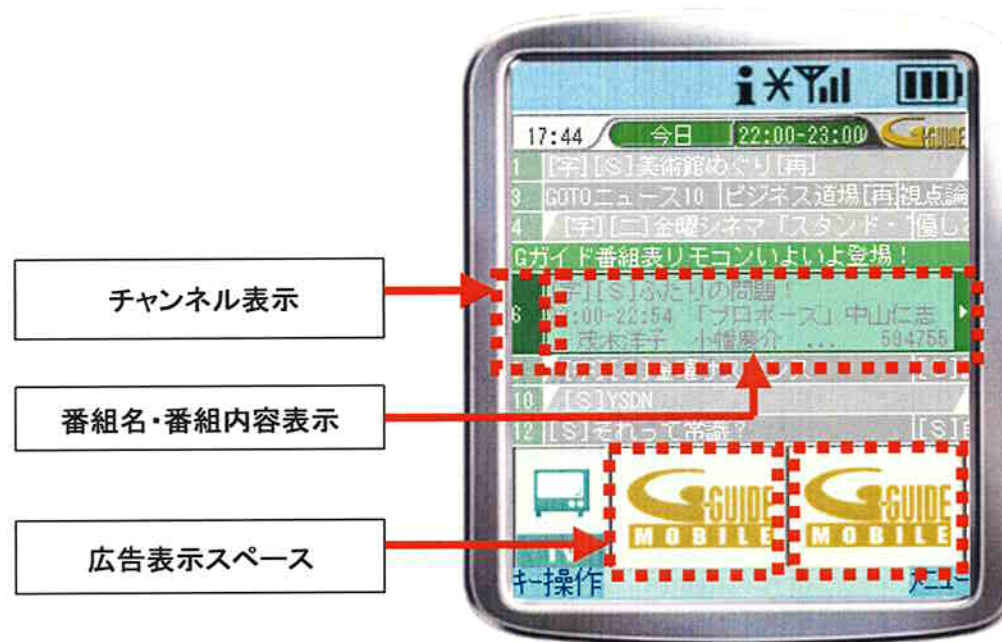 17:44 今日 22:00-23:00 G-GUIDE
1 [字][S]美術館めぐり[再]
3 GOTOニュース10 ビジネス道場[再 視点論
4 [字][二]金曜シネマ「スタンド・ 優し
Gガイド番組表リモコンいよいよ登場!
チャンネル表示
6 字][S]ふたりの問題!
:00-22:54 「プロポーズ」 中山仁志
茂木洋子 小幡慶介 ... 594755
番組名・番組内容表示
10 [S]YSDN
12 [S]それって常識? [S]
G-GUIDE MOBILE G-GUIDE MOBILE
広告表示スペース
キー操作 メニュー